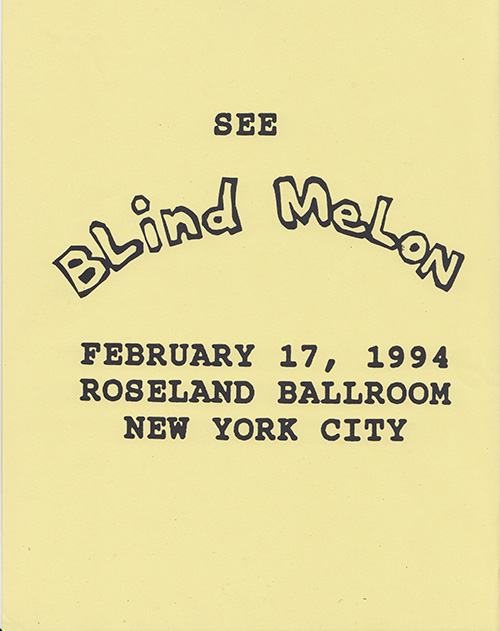 SEE
BLind MeLoN
FEBRUARY 17, 1994
ROSELAND BALLROOM
NEW YORK CITY